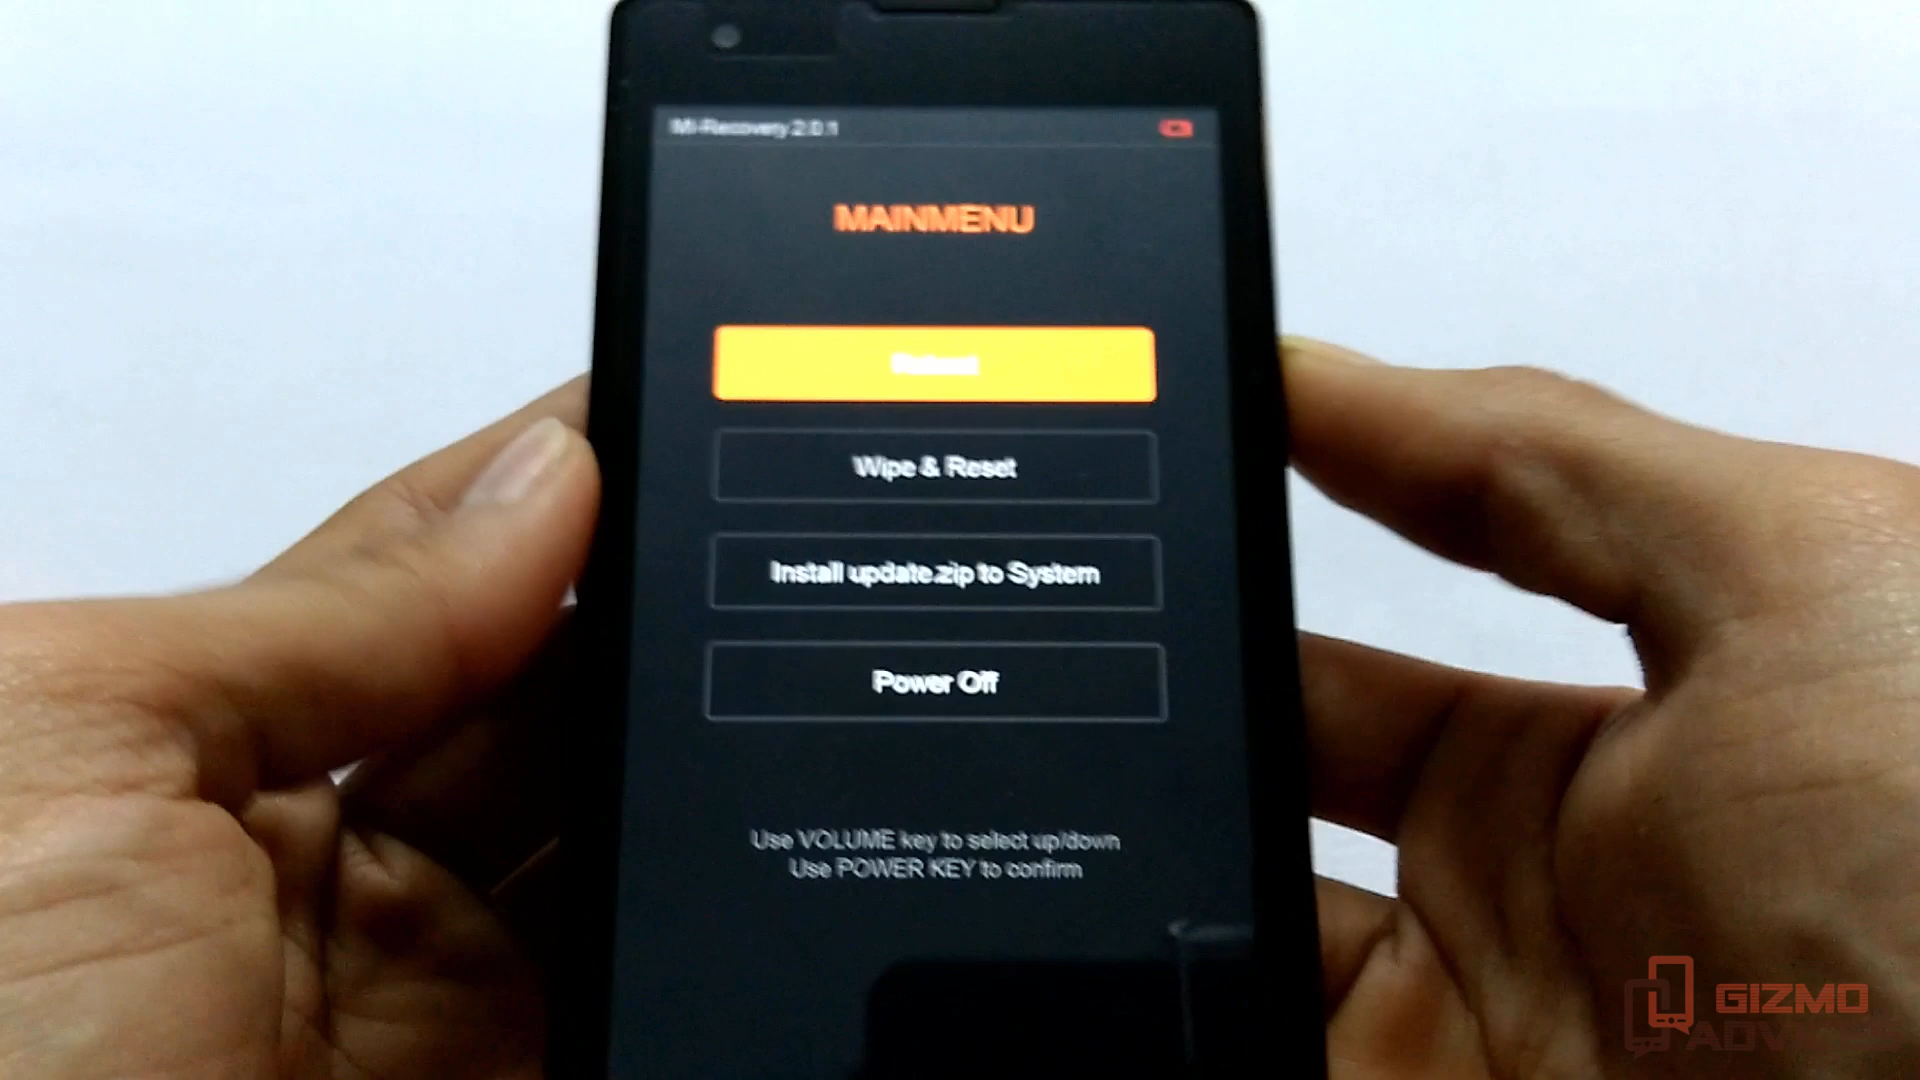 Mi-Recovery 2.0.1
MAINMENU
Reboot
Wipe & Reset
Install update.zip to System
Power Off
Use VOLUME key to select up/down
Use POWER KEY to confirm
GIZMO